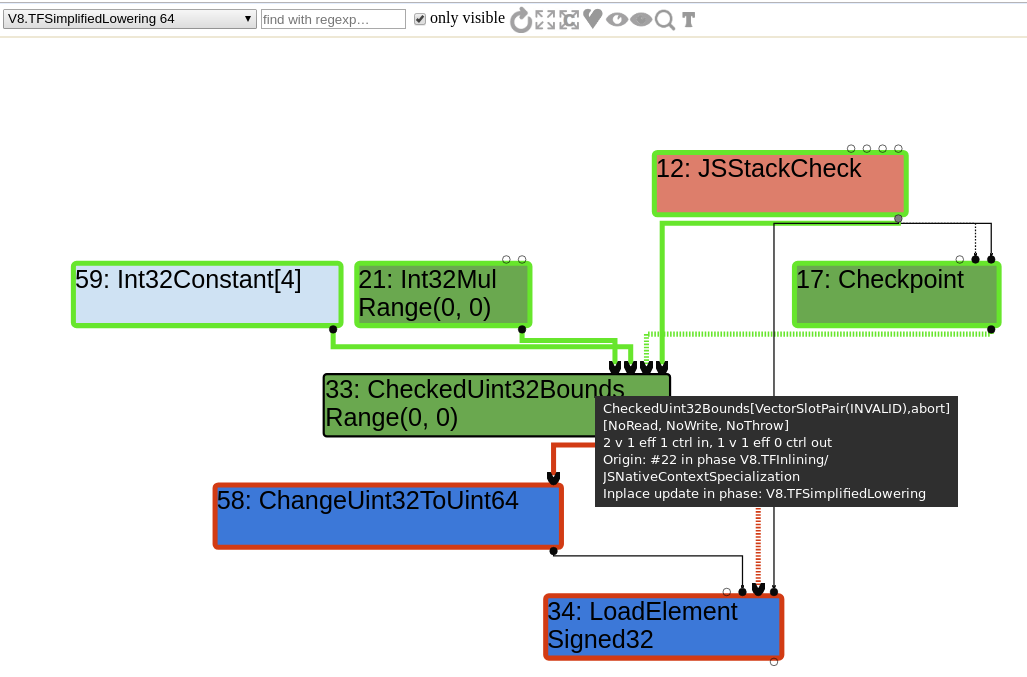 V8.TFSimplifiedLowering 64
find with regexp…
only visible
T
12: JSStackCheck
59: Int32Constant[4]
21: Int32Mul
Range(0, 0)
17: Checkpoint
33: CheckedUint32Bounds
Range(0, 0)
CheckedUint32Bounds[VectorSlotPair(INVALID),abort]
[NoRead, NoWrite, NoThrow]
2 v 1 eff 1 ctrl in, 1 v 1 eff 0 ctrl out
Origin: #22 in phase V8.TFInlining/
JSNativeContextSpecialization
Inplace update in phase: V8.TFSimplifiedLowering
58: ChangeUint32ToUint64
34: LoadElement
Signed32